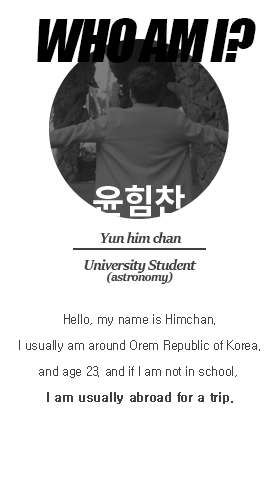 WHO AM I?
윤힘찬
Yun him chan
University Student
(astronomy)
Hello, my name is Himchan,
I usually am around Orem Republic of Korea,
and age 23, and if I am not in school,
I am usually abroad for a trip.